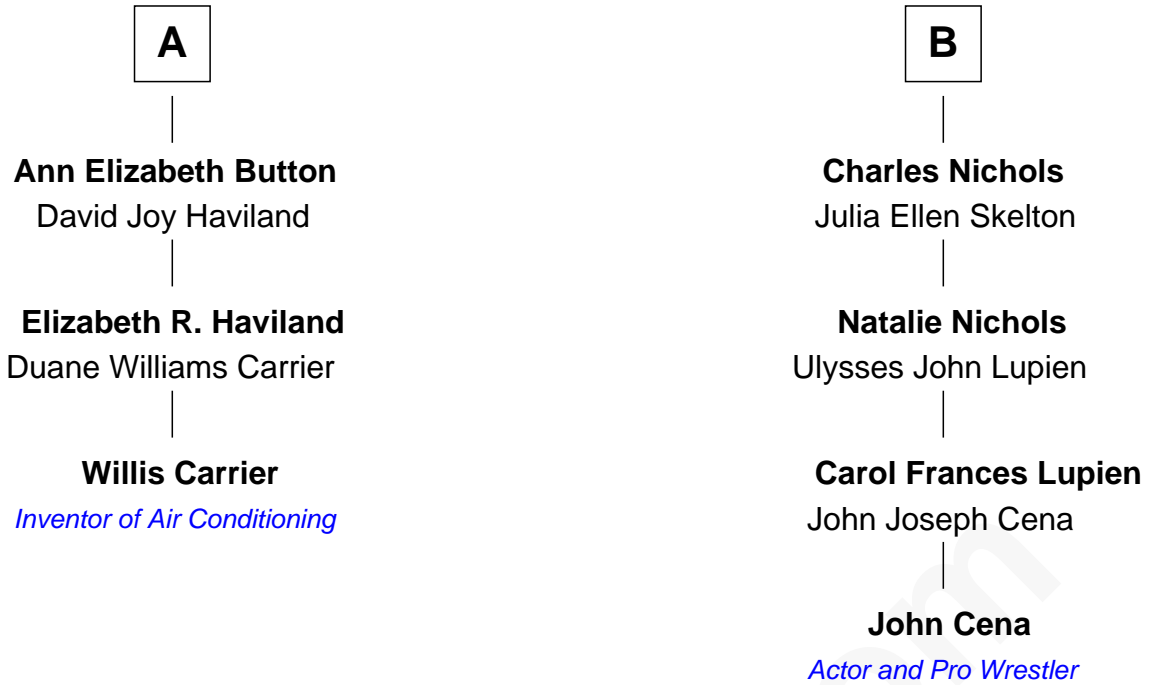 A
Ann Elizabeth Button
David Joy Haviland
Elizabeth R. Haviland
Duane Williams Carrier
Willis Carrier
Inventor of Air Conditioning
B
Charles Nichols
Julia Ellen Skelton
Natalie Nichols
Ulysses John Lupien
Carol Frances Lupien
John Joseph Cena
John Cena
Actor and Pro Wrestler
om